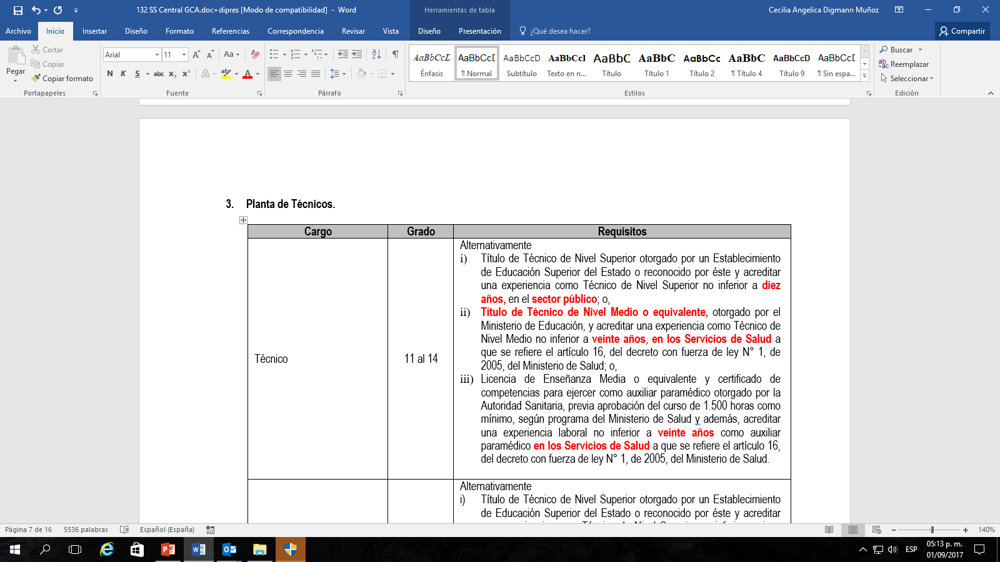 132 SS Central GCA.doc+dipres [Modo de compatibilidad] - Word
Herramientas de tabla
Cecilia Angelica Digmann Muñoz
Archivo Inicio Insertar Diseño Formato Referencias Correspondencia Revisar Vista Diseño Presentación ¿Qué desea hacer? Compartir
Pegar
Cortar
Copiar
Copiar formato
Portapapeles
Arial 11
N K S abc x₂ x²
Aa
A A
Fuente
Párrafo
AaBbCcD AaBbCcD AaBbCcD AaBbCcI AaBbC AaBbC AaBbCc AaBbC AaBbCcD AaBbCcD
Énfasis ¶ Normal Subtítulo Texto en n... Título Título 1 Título 2 ¶ Título 4 Título 9 ¶ Sin espa...
Estilos
Buscar
Reemplazar
Seleccionar
Edición
3. Planta de Técnicos.
Cargo Grado Requisitos
Técnico
11 al 14
Alternativamente
i) Título de Técnico de Nivel Superior otorgado por un Establecimiento
de Educación Superior del Estado o reconocido por éste y acreditar
una experiencia como Técnico de Nivel Superior no inferior a diez
años, en el sector público; o,
ii) Título de Técnico de Nivel Medio o equivalente, otorgado por el
Ministerio de Educación, y acreditar una experiencia como Técnico de
Nivel Medio no inferior a veinte años, en los Servicios de Salud a
que se refiere el artículo 16, del decreto con fuerza de ley N° 1, de
2005, del Ministerio de Salud; o,
iii) Licencia de Enseñanza Media o equivalente y certificado de
competencias para ejercer como auxiliar paramédico otorgado por la
Autoridad Sanitaria, previa aprobación del curso de 1.500 horas como
mínimo, según programa del Ministerio de Salud y además, acreditar
una experiencia laboral no inferior a veinte años como auxiliar
paramédico en los Servicios de Salud a que se refiere el artículo 16,
del decreto con fuerza de ley N° 1, de 2005, del Ministerio de Salud.
Alternativamente
i) Título de Técnico de Nivel Superior otorgado por un Establecimiento
de Educación Superior del Estado o reconocido por éste y acreditar
Página 7 de 16 5536 palabras Español (España) 140%
ESP
05:13 p. m.
01/09/2017